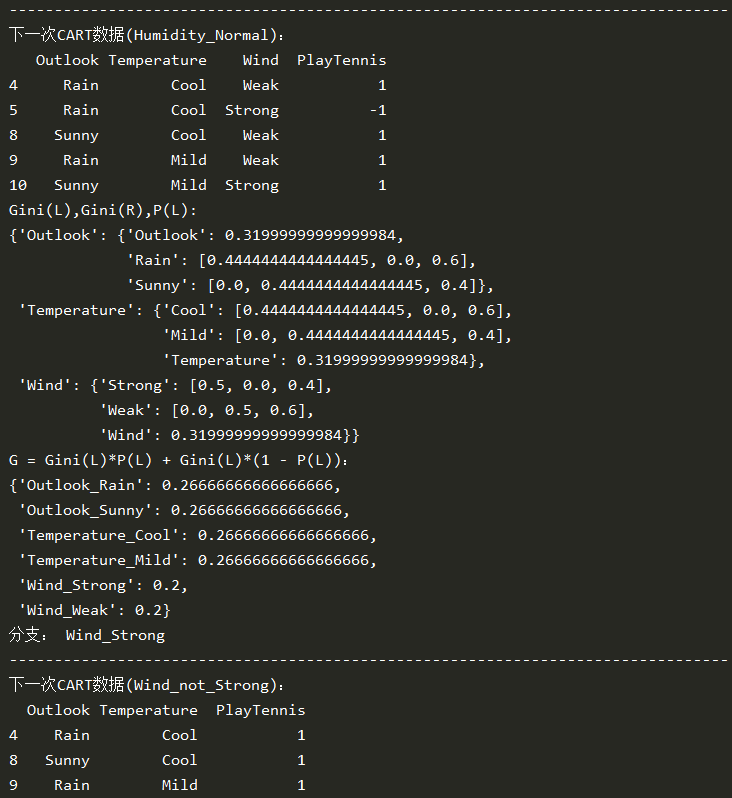 --------------------------------------------------------------------------------
下一次CART数据(Humidity_Normal)：
   Outlook Temperature    Wind  PlayTennis
4     Rain        Cool    Weak           1
5     Rain        Cool  Strong          -1
8    Sunny        Cool    Weak           1
9     Rain        Mild    Weak           1
10   Sunny        Mild  Strong           1
Gini(L),Gini(R),P(L):
{'Outlook': {'Outlook': 0.31999999999999984,
             'Rain': [0.4444444444444445, 0.0, 0.6],
             'Sunny': [0.0, 0.4444444444444445, 0.4]},
 'Temperature': {'Cool': [0.4444444444444445, 0.0, 0.6],
                 'Mild': [0.0, 0.4444444444444445, 0.4],
                 'Temperature': 0.31999999999999984},
 'Wind': {'Strong': [0.5, 0.0, 0.4],
          'Weak': [0.0, 0.5, 0.6],
          'Wind': 0.31999999999999984}}
G = Gini(L)*P(L) + Gini(L)*(1 - P(L))：
{'Outlook_Rain': 0.26666666666666666,
 'Outlook_Sunny': 0.26666666666666666,
 'Temperature_Cool': 0.26666666666666666,
 'Temperature_Mild': 0.26666666666666666,
 'Wind_Strong': 0.2,
 'Wind_Weak': 0.2}
分支： Wind_Strong
--------------------------------------------------------------------------------
下一次CART数据(Wind_not_Strong)：
  Outlook Temperature  PlayTennis
4    Rain        Cool           1
8   Sunny        Cool           1
9    Rain        Mild           1